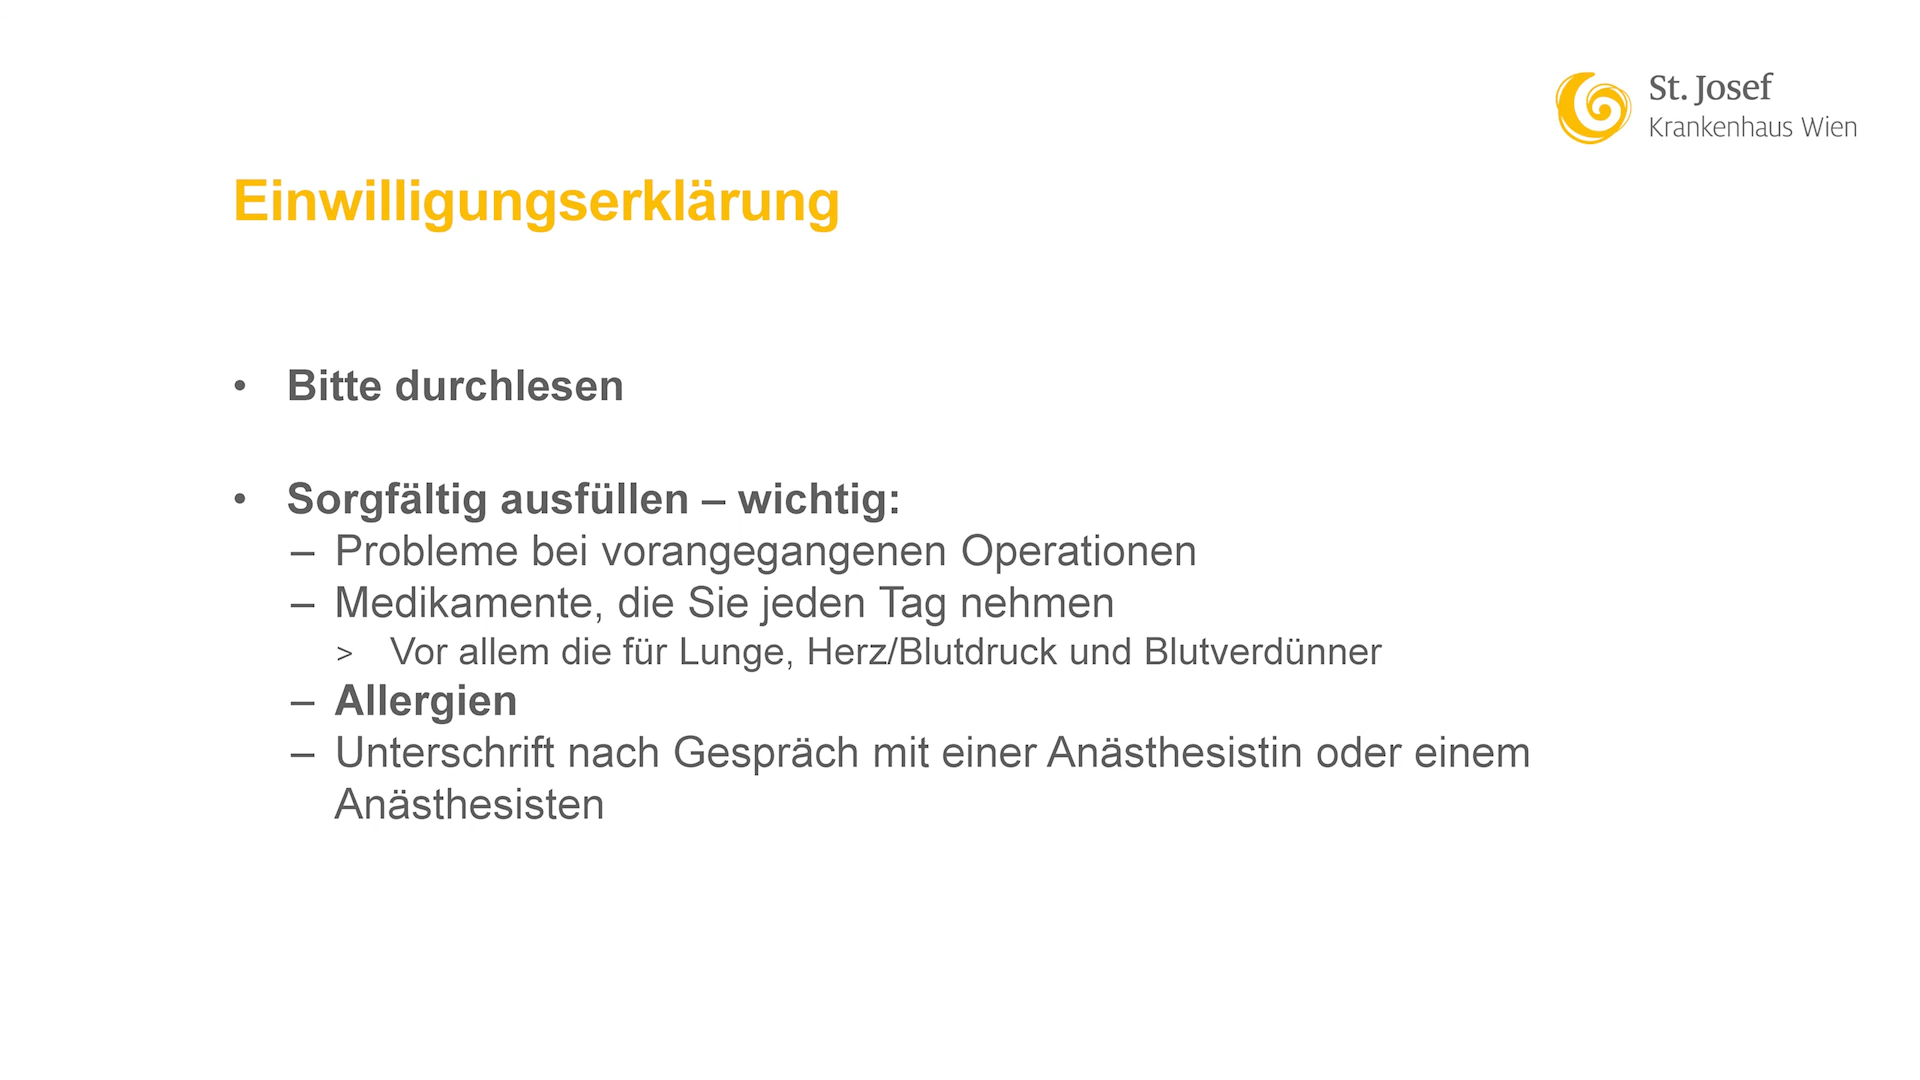 St. Josef
Krankenhaus Wien
Einwilligungserklärung
• Bitte durchlesen
• Sorgfältig ausfüllen – wichtig:
– Probleme bei vorangegangenen Operationen
– Medikamente, die Sie jeden Tag nehmen
> Vor allem die für Lunge, Herz/Blutdruck und Blutverdünner
– Allergien
– Unterschrift nach Gespräch mit einer Anästhesistin oder einem
Anästhesisten